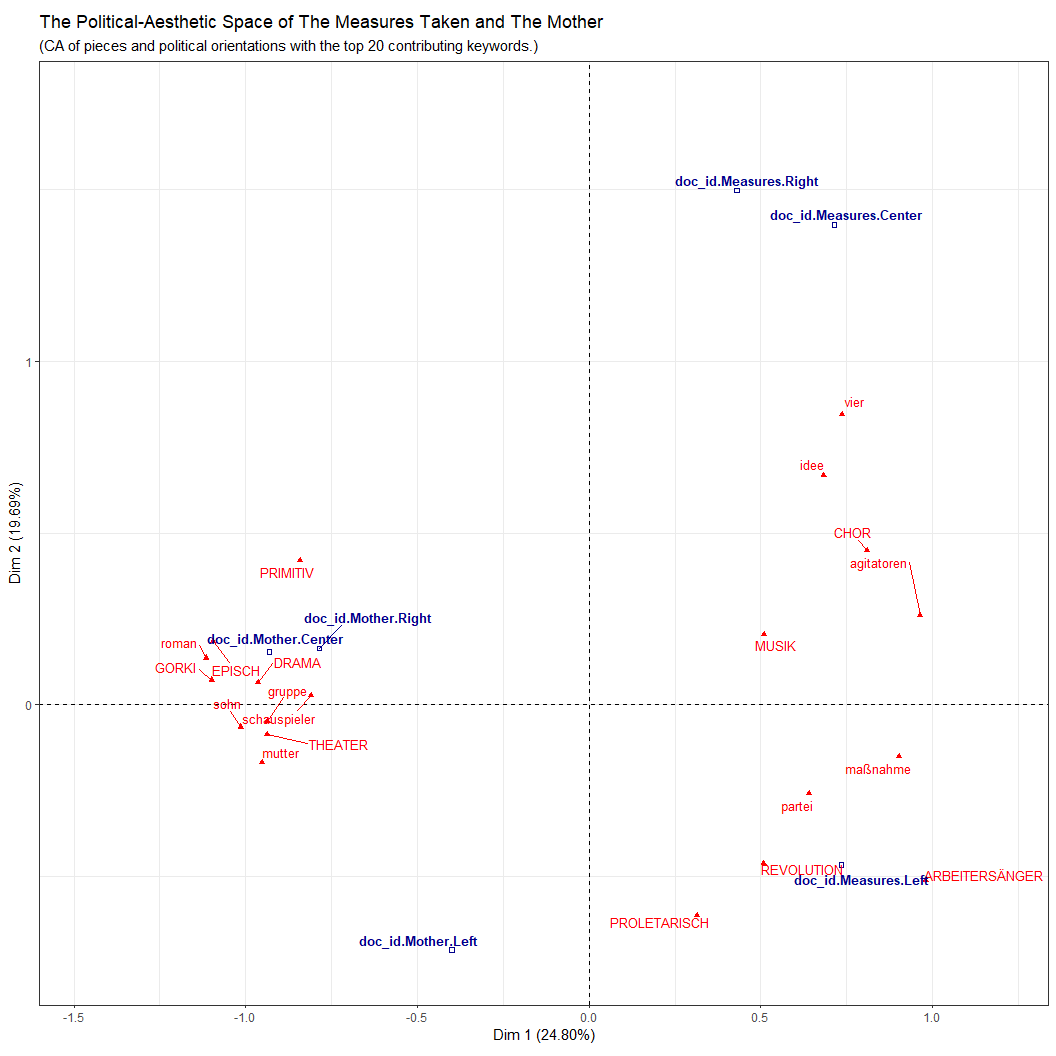 The Political-Aesthetic Space of The Measures Taken and The Mother
(CA of pieces and political orientations with the top 20 contributing keywords.)
doc_id.Measures.Right
doc_id.Measures.Center
1
vier
idee
CHOR
agitatoren
PRIMITIV
doc_id.Mother.Right
doc_id.Mother.Center
roman
MUSIK
DRAMA
GORKI
EPISCH
gruppe
sohn
0
schauspieler
THEATER
mutter
maßnahme
partei
REVOLUTION
ARBEITERSÄNGER
doc_id.Measures.Left
PROLETARISCH
doc_id.Mother.Left
-1.5
-1.0
-0.5
0.0
0.5
1.0
Dim 1 (24.80%)
Dim 2 (19.69%)